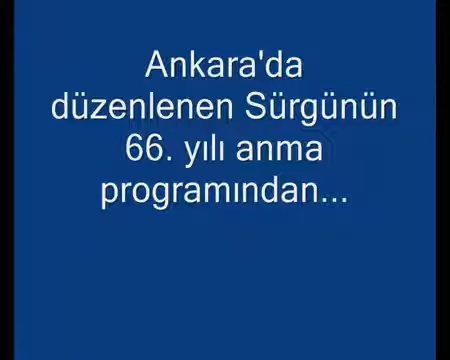 Ankara'da
düzenlenen Sürgünün
66. yılı anma
programından...